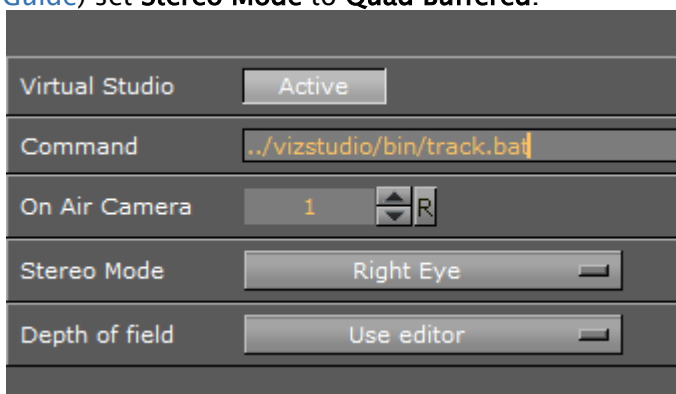 Guide) set Stereo Mode to Quad Buffered.
Virtual Studio Active
Command ../vizstudio/bin/track.bat
On Air Camera 1 R
Stereo Mode Right Eye
Depth of field Use editor